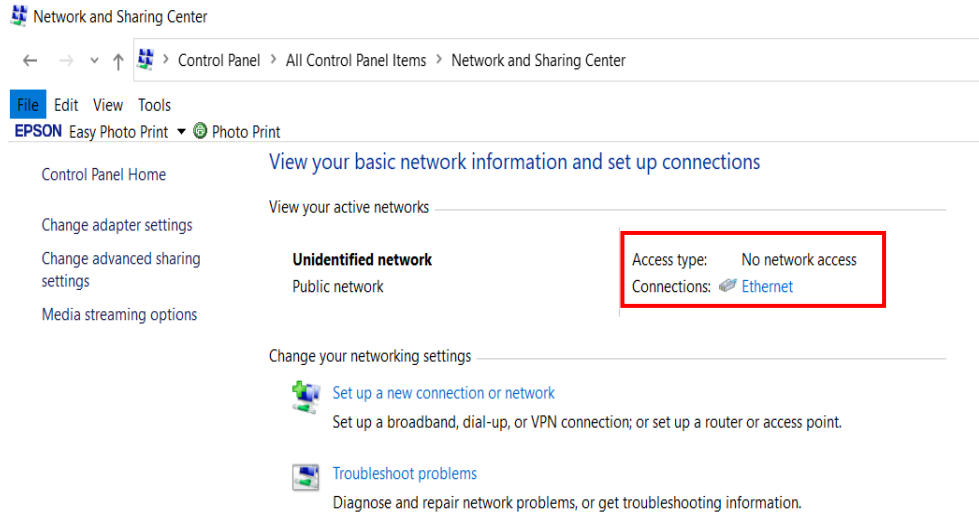 Network and Sharing Center
Control Panel > All Control Panel Items > Network and Sharing Center
File Edit View Tools
EPSON Easy Photo Print Photo Print
Control Panel Home
Change adapter settings
Change advanced sharing
settings
Media streaming options
View your basic network information and set up connections
View your active networks
Unidentified network
Public network
Access type: No network access
Connections: Ethernet
Change your networking settings
Set up a new connection or network
Set up a broadband, dial-up, or VPN connection; or set up a router or access point.
Troubleshoot problems
Diagnose and repair network problems, or get troubleshooting information.